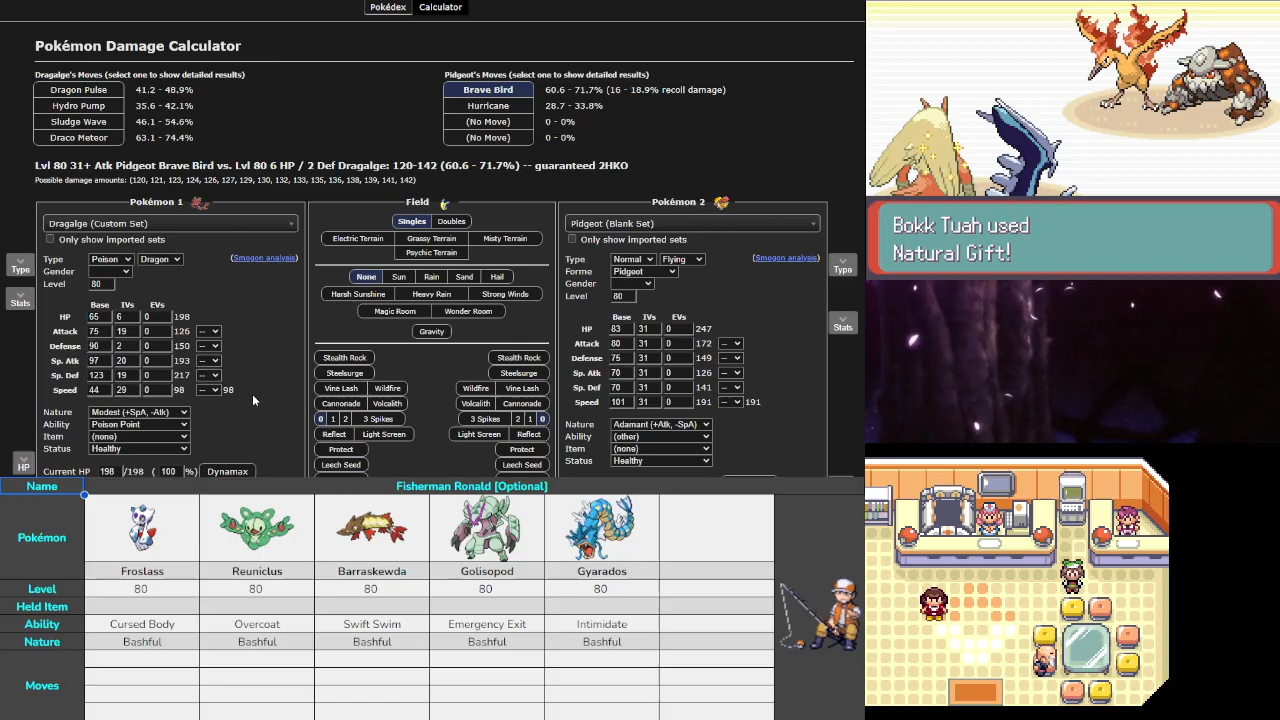 Pokédex Calculator
Pokémon Damage Calculator
Dragalge's Moves (select one to show detailed results)
Dragon Pulse 41.2 - 48.9%
Hydro Pump 35.6 - 42.1%
Sludge Wave 46.1 - 54.6%
Draco Meteor 63.1 - 74.4%
Pidgeot's Moves (select one to show detailed results)
Brave Bird 60.6 - 71.7% (16 - 18.9% recoil damage)
Hurricane 28.7 - 33.8%
(No Move) 0 - 0%
(No Move) 0 - 0%
Lvl 80 31+ Atk Pidgeot Brave Bird vs. Lvl 80 6 HP / 2 Def Dragalge: 120-142 (60.6 - 71.7%) -- guaranteed 2HKO
Possible damage amounts: (120, 121, 123, 124, 126, 127, 129, 130, 132, 133, 135, 136, 138, 139, 141, 142)
Pokémon 1
Dragalge (Custom Set)
Only show imported sets
Type Poison Dragon (Smogon analysis)
Gender
Level 80
Base IVs EVs
HP 65 6 0 198
Attack 75 19 0 126 --
Defense 90 2 0 150 --
Sp. Atk 97 20 0 193 --
Sp. Def 123 19 0 217 --
Speed 44 29 0 98 -- 98
Nature Modest (+SpA, -Atk)
Ability Poison Point
Item (none)
Status Healthy
Current HP 198 /198 ( 100 %) Dynamax
Type
Stats
HP
Field
Singles Doubles
Electric Terrain Grassy Terrain Misty Terrain
Psychic Terrain
None Sun Rain Sand Hail
Harsh Sunshine Heavy Rain Strong Winds
Magic Room Wonder Room
Gravity
Stealth Rock Stealth Rock
Steelsurge Steelsurge
Vine Lash Wildfire Wildfire Vine Lash
Cannonade Volcalith Volcalith Cannonade
0 1 2 3 Spikes 3 Spikes 2 1 0
Reflect Light Screen Light Screen Reflect
Protect Protect
Leech Seed Leech Seed
Pokémon 2
Pidgeot (Blank Set)
Only show imported sets
Type Normal Flying (Smogon analysis)
Forme Pidgeot
Gender
Level 80
Base IVs EVs
HP 83 31 0 247
Attack 80 31 0 172 --
Defense 75 31 0 149 --
Sp. Atk 70 31 0 126 --
Sp. Def 70 31 0 141 --
Speed 101 31 0 191 -- 191
Nature Adamant (+Atk, -SpA)
Ability (other)
Item (none)
Status Healthy
Type
Stats
Name Fisherman Ronald [Optional]
Pokémon Froslass Reuniclus Barraskewda Golisopod Gyarados
Level 80 80 80 80 80
Held Item
Ability Cursed Body Overcoat Swift Swim Emergency Exit Intimidate
Nature Bashful Bashful Bashful Bashful Bashful
Moves
Bokk Tuah used
Natural Gift!